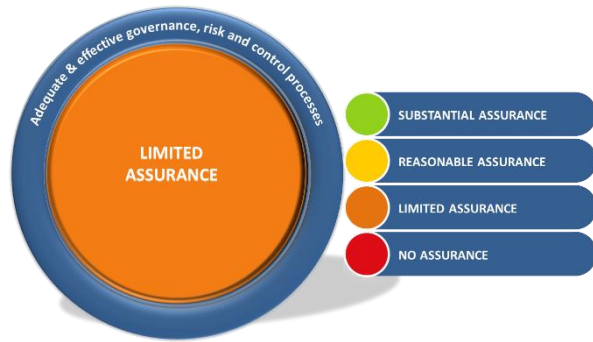 Adequate & effective governance, risk and control processes
LIMITED
ASSURANCE
SUBSTANTIAL ASSURANCE
REASONABLE ASSURANCE
LIMITED ASSURANCE
NO ASSURANCE